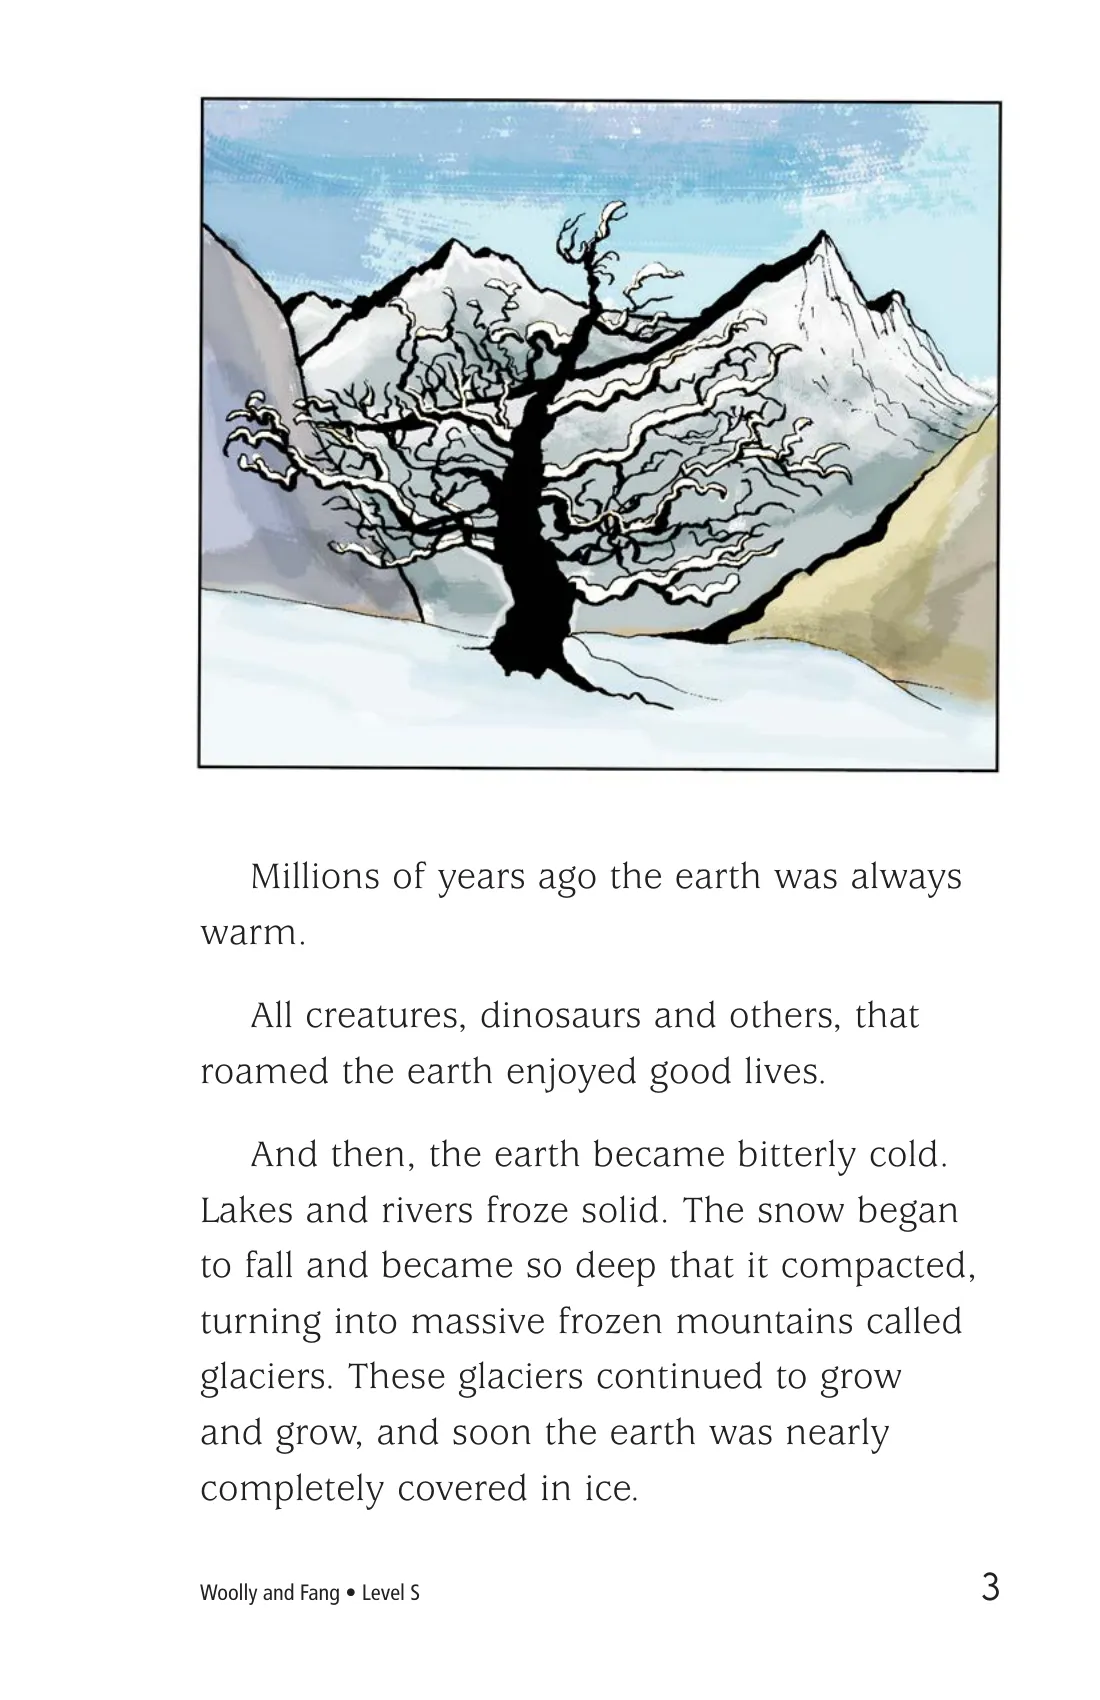 Millions of years ago the earth was always
warm.
All creatures, dinosaurs and others, that
roamed the earth enjoyed good lives.
And then, the earth became bitterly cold.
Lakes and rivers froze solid. The snow began
to fall and became so deep that it compacted,
turning into massive frozen mountains called
glaciers. These glaciers continued to grow
and grow, and soon the earth was nearly
completely covered in ice.
Woolly and Fang • Level S 3